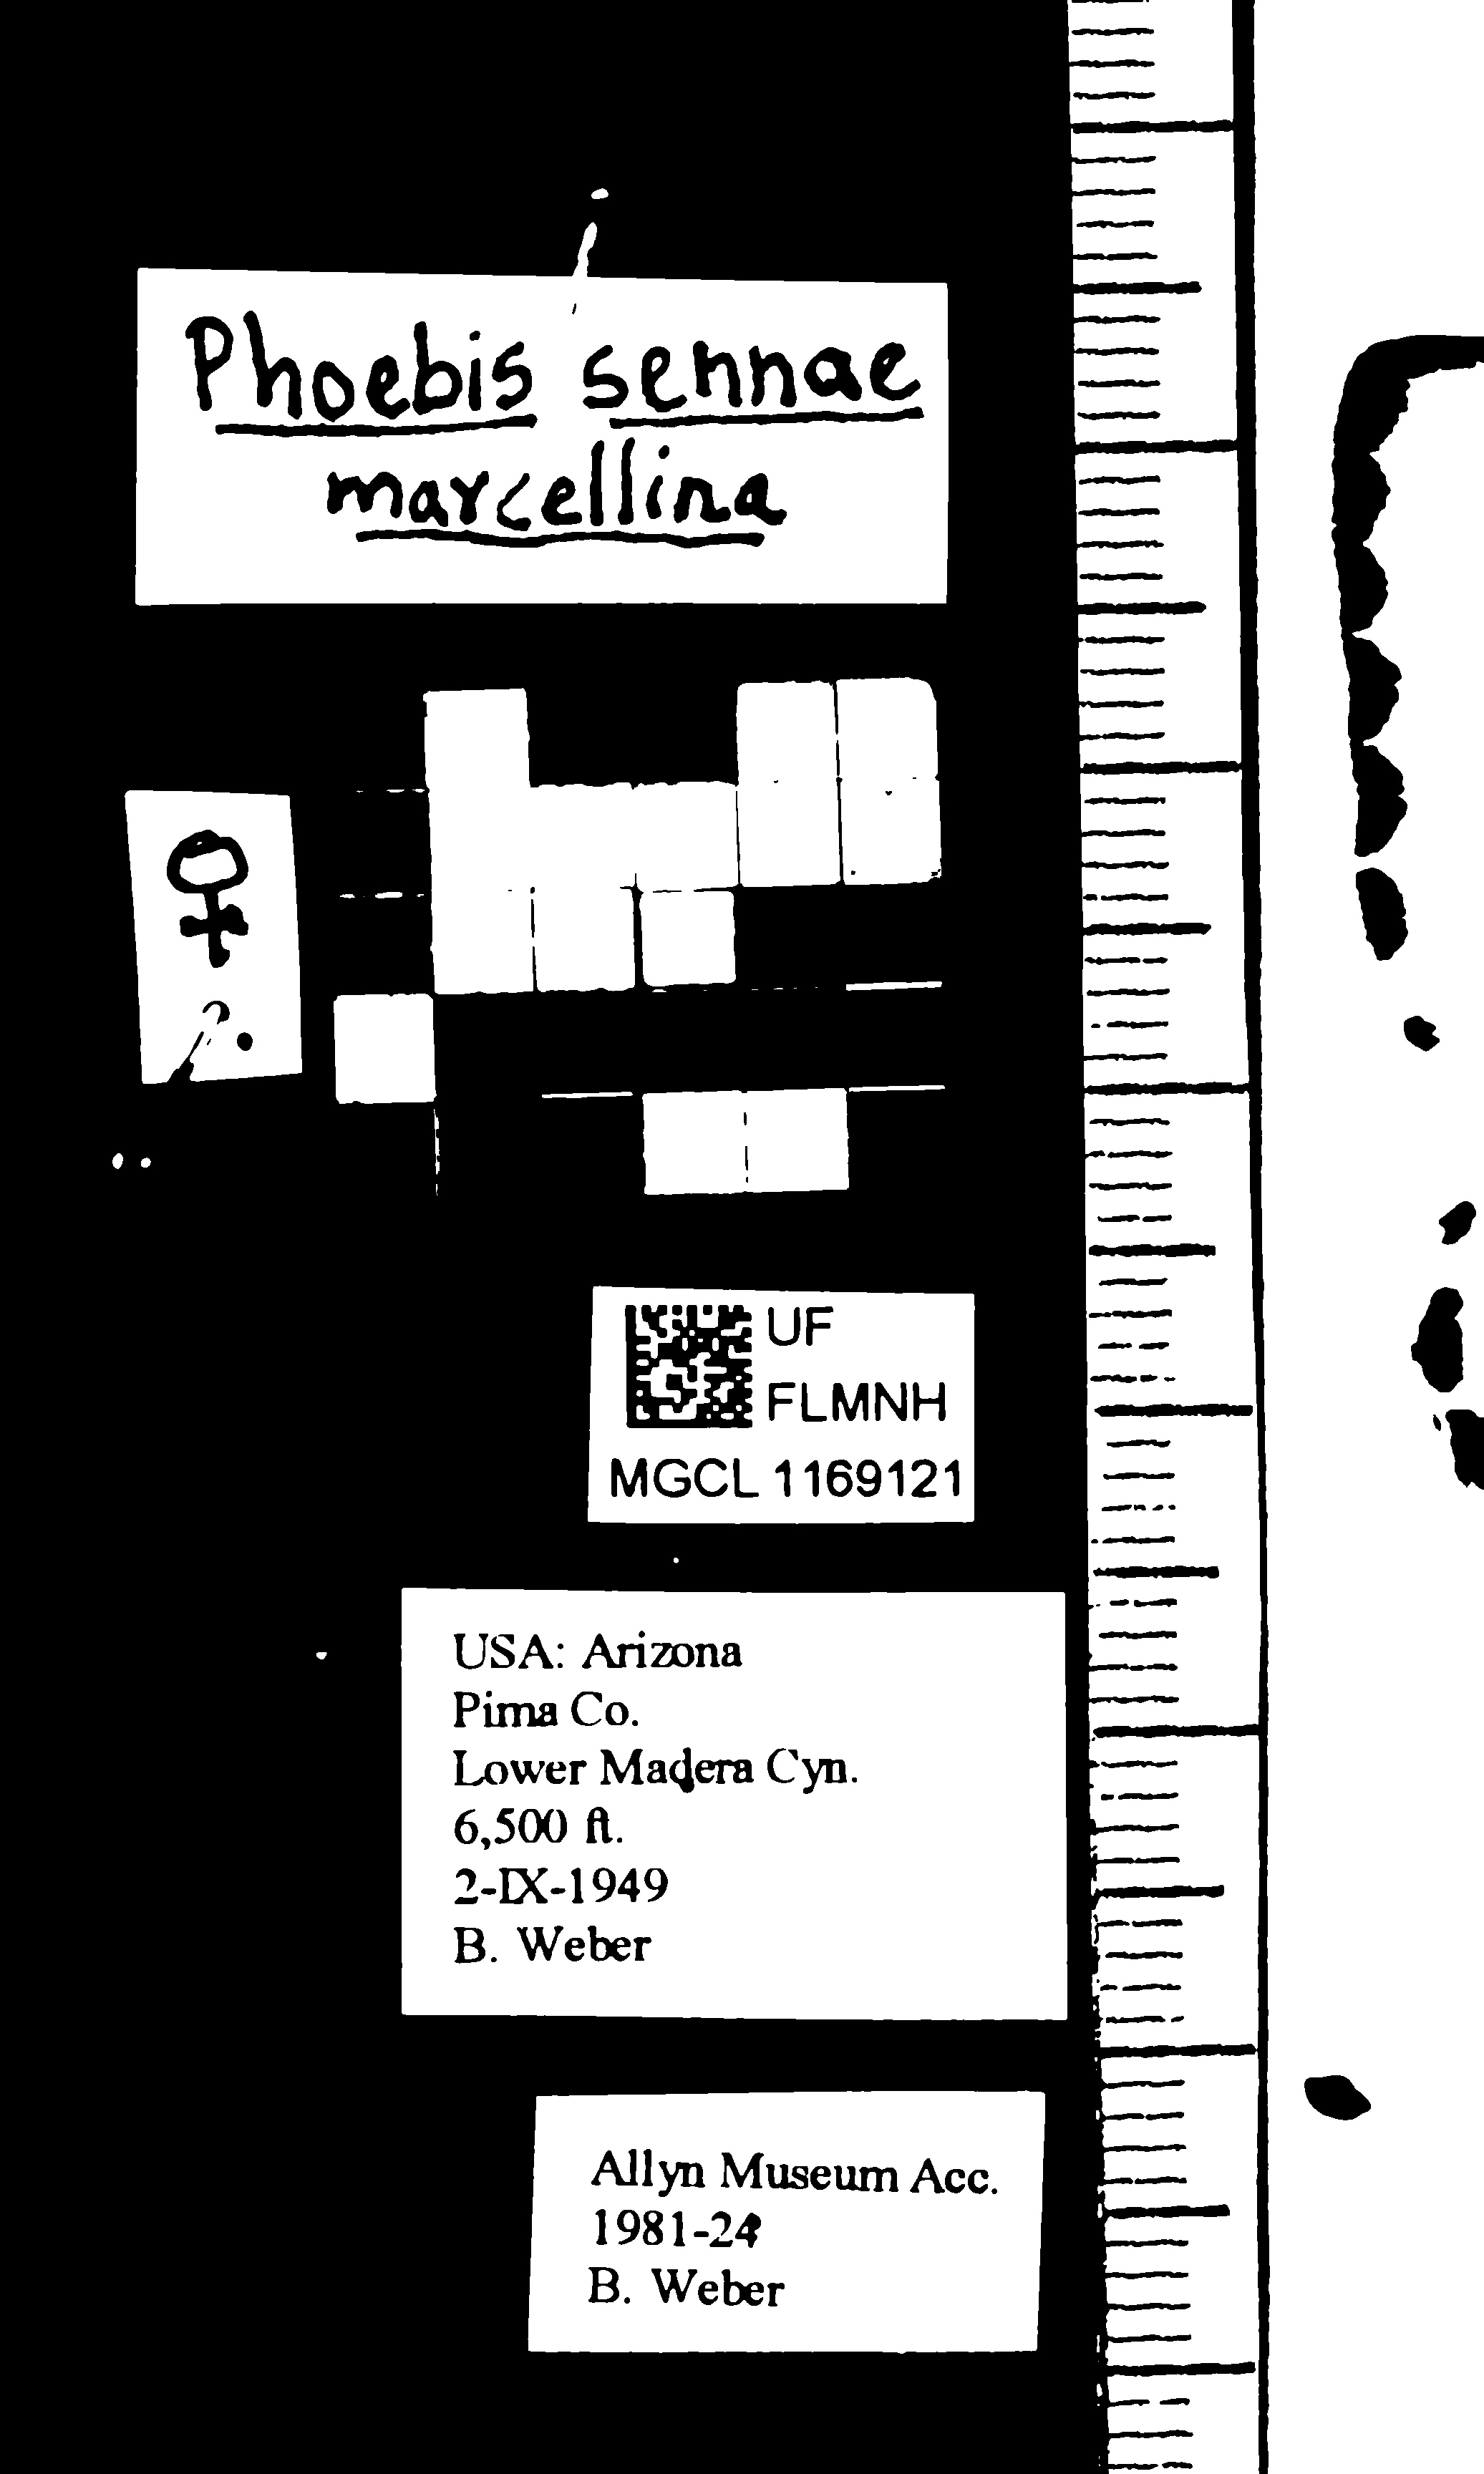 Phoebis sennae
marcellina
♀
?
UF
FLMNH
MGCL 1169121
USA: Arizona
Pima Co.
Lower Madera Cyn.
6,500 ft.
2-IX-1949
B. Weber
Allyn Museum Acc.
1981-24
B. Weber